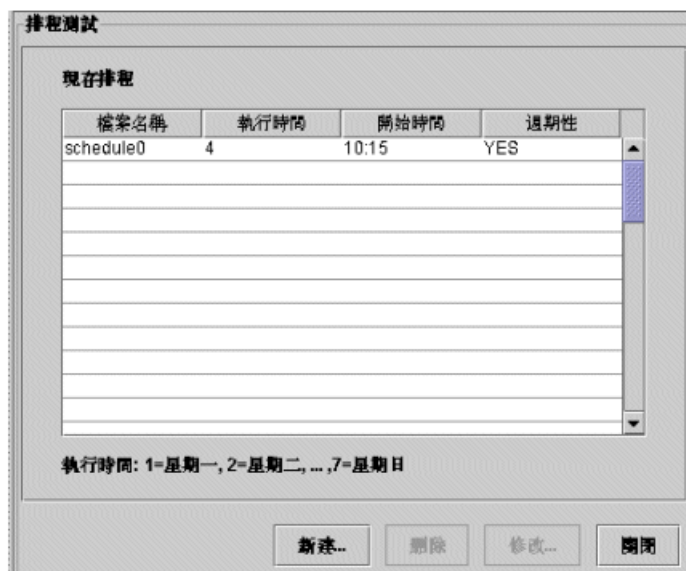 排程測試
現在排程
檔案名稱 執行時間 開始時間 週期性
schedule0 4 10:15 YES
執行時間: 1=星期一, 2=星期二, ... ,7=星期日
新建... 刪除 修改... 關閉